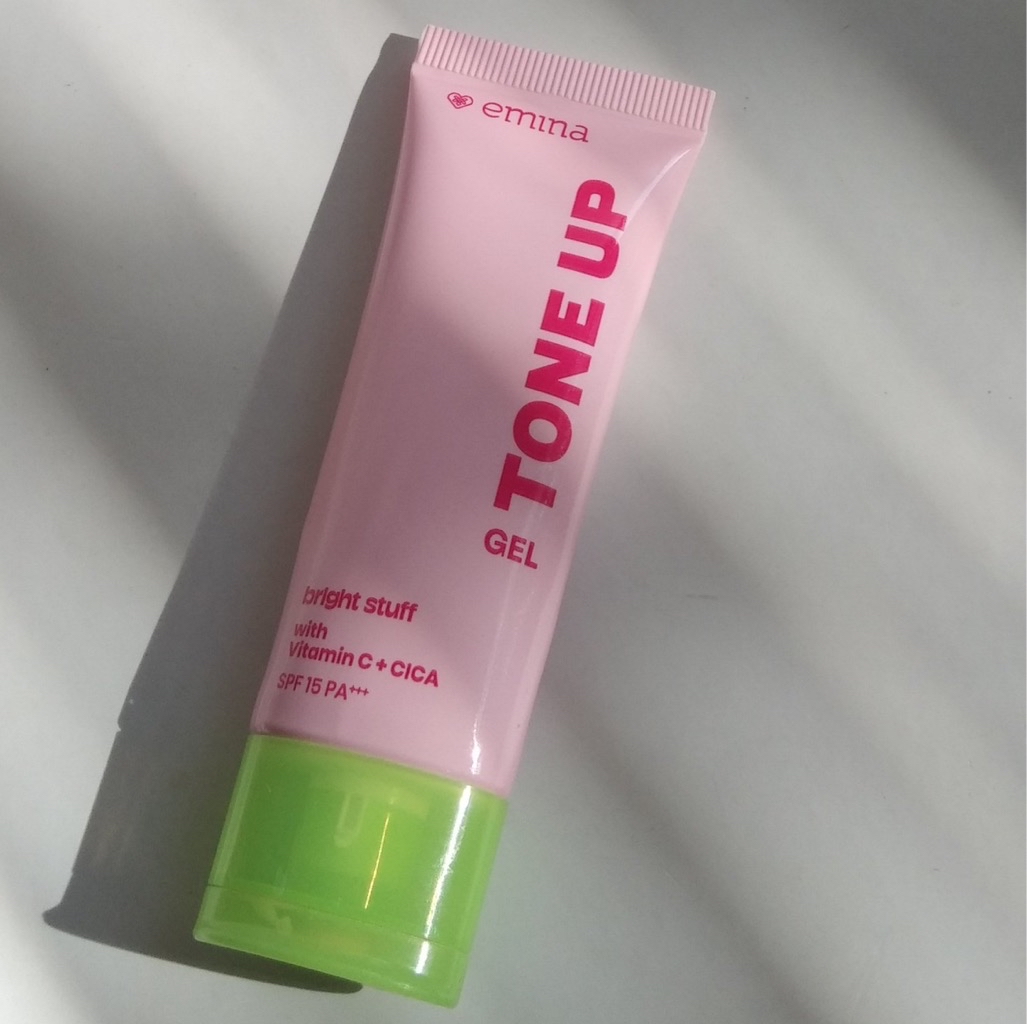 emina
TONE UP
GEL
bright stuff
with
Vitamin C + CICA
SPF 15 PA+++